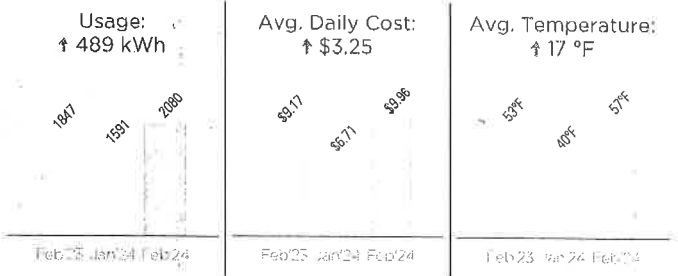 Usage:
↑ 489 kWh
1847
1591
2080
Feb'23 Jan'24 Feb'24
Avg. Daily Cost:
↑ $3.25
$9.17
$6.71
$9.96
Feb'23 Jan'24 Feb'24
Avg. Temperature:
↑ 17 °F
53°F
40°F
57°F
Feb'23 Jan'24 Feb'24